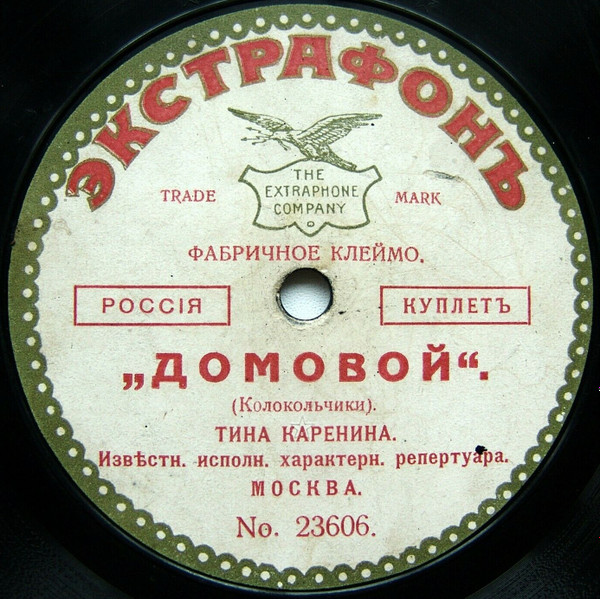 ЭКСТРАФОНЪ
THE
EXTRAPHONE
COMPANY
TRADE MARK
ФАБРИЧНОЕ КЛЕЙМО.
РОССІЯ КУПЛЕТЪ
„ДОМОВОЙ“.
(Колокольчики).
ТИНА КАРЕНИНА.
Извѣстн. исполн. характерн. репертуара.
МОСКВА.
No. 23606.